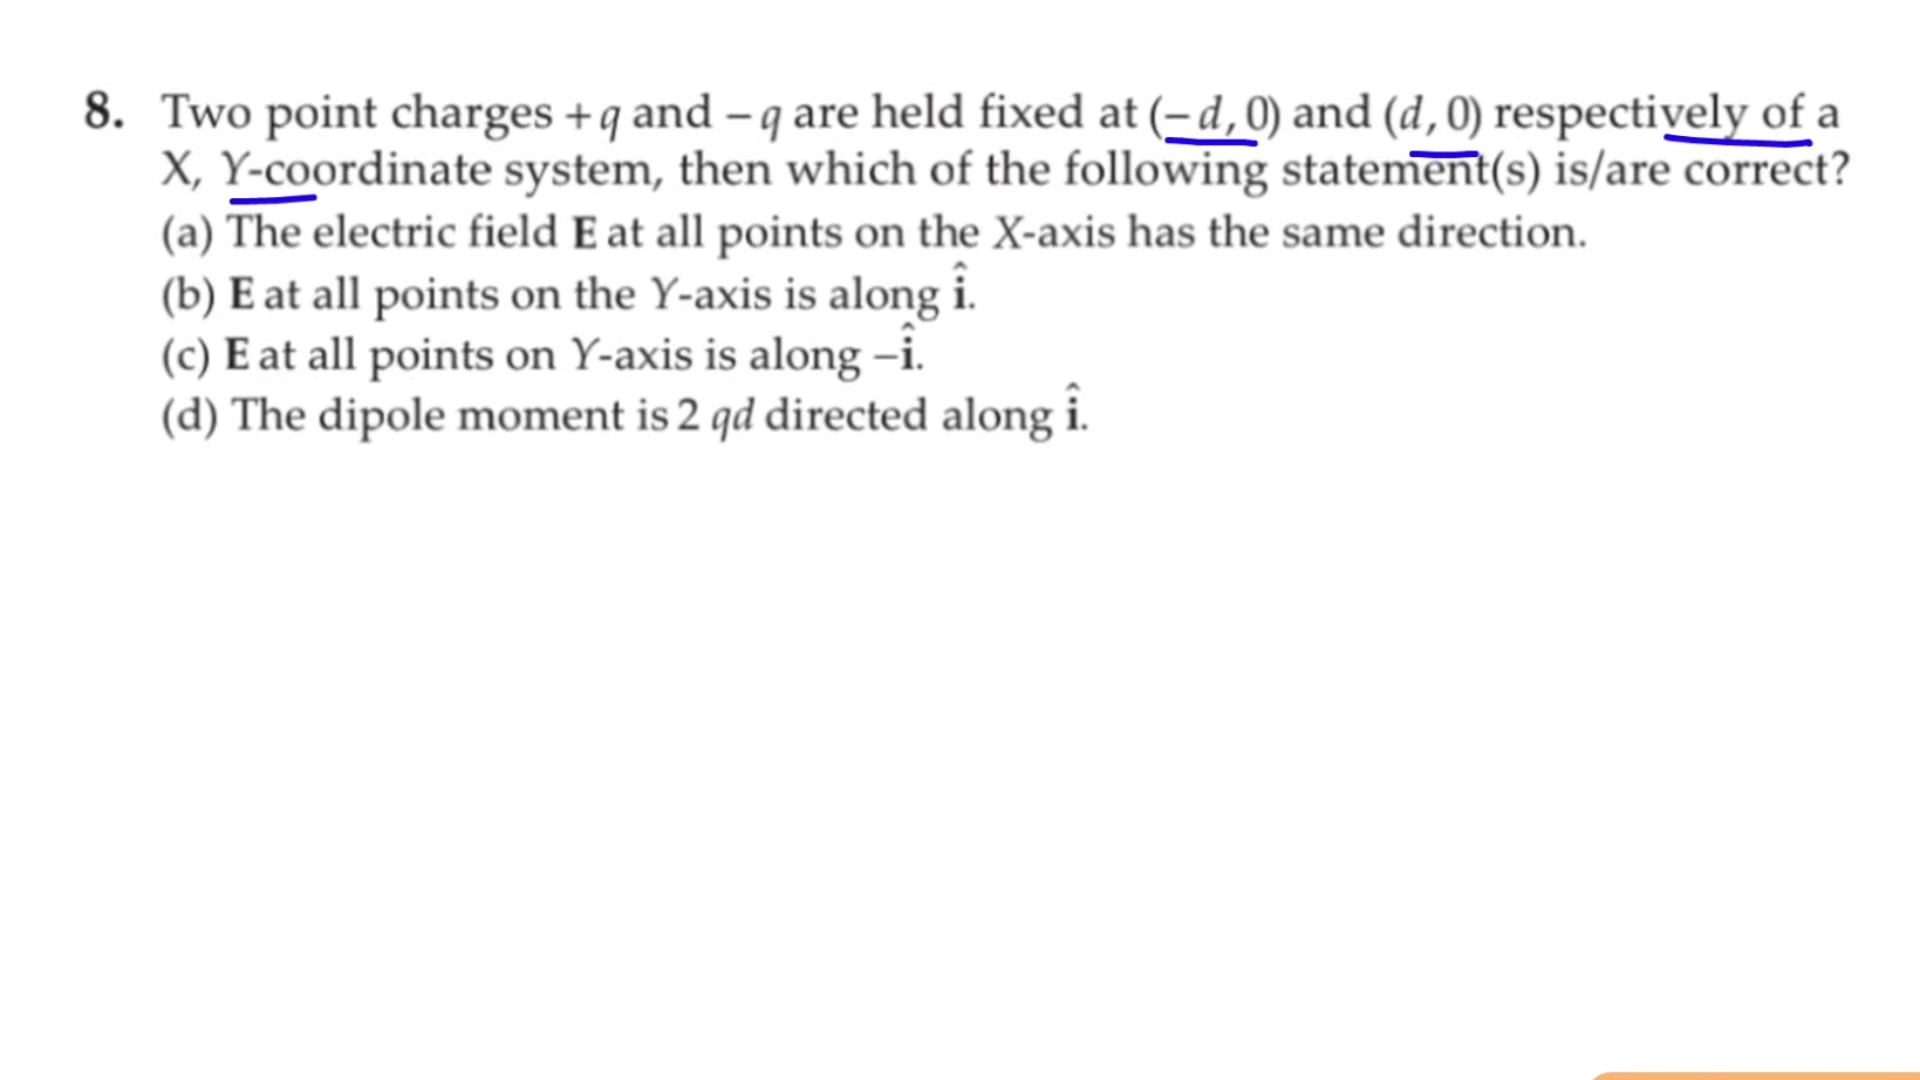 8. Two point charges + q and – q are held fixed at (– d, 0) and (d, 0) respectively of a
X, Y-coordinate system, then which of the following statement(s) is/are correct?
(a) The electric field E at all points on the X-axis has the same direction.
(b) E at all points on the Y-axis is along î.
(c) E at all points on Y-axis is along –î.
(d) The dipole moment is 2 qd directed along î.